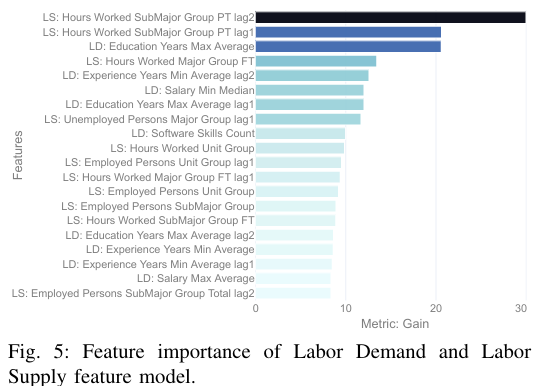 LS: Hours Worked SubMajor Group PT lag2
LS: Hours Worked SubMajor Group PT lag1
LD: Education Years Max Average
LS: Hours Worked Major Group FT
LD: Experience Years Min Average lag2
LD: Salary Min Median
LD: Education Years Max Average lag1
LS: Unemployed Persons Major Group lag1
LD: Software Skills Count
LS: Hours Worked Unit Group
LS: Employed Persons Unit Group lag1
LS: Hours Worked Major Group FT lag1
LS: Employed Persons Unit Group
LS: Employed Persons SubMajor Group
LS: Hours Worked SubMajor Group FT
LD: Education Years Max Average lag2
LD: Experience Years Min Average
LD: Experience Years Min Average lag1
LD: Salary Max Average
LS: Employed Persons SubMajor Group Total lag2
Features
0 10 20 30
Metric: Gain
Fig. 5: Feature importance of Labor Demand and Labor
Supply feature model.